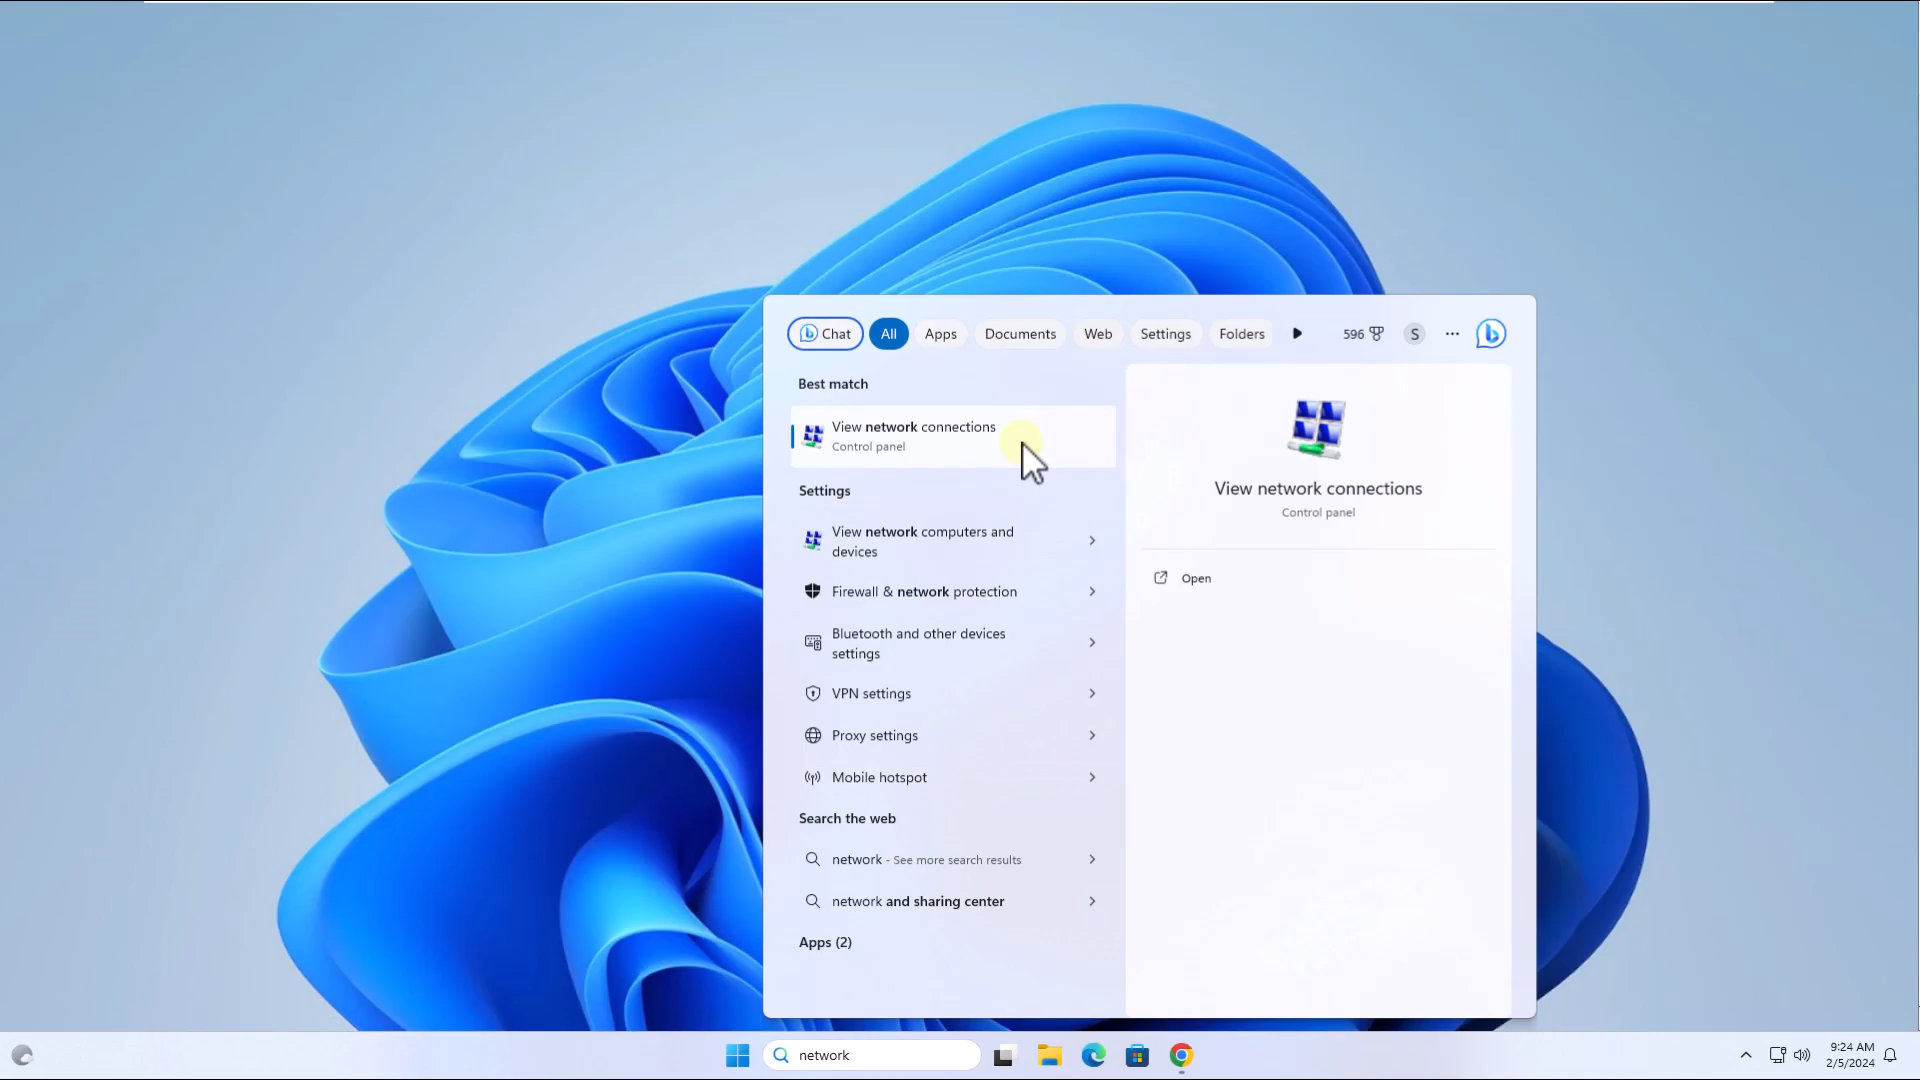 Chat All Apps Documents Web Settings Folders 596 S ...
Best match
View network connections
Control panel
Settings
View network computers and
devices
Firewall & network protection
Bluetooth and other devices
settings
VPN settings
Proxy settings
Mobile hotspot
Search the web
network - See more search results
network and sharing center
Apps (2)
View network connections
Control panel
Open
network
9:24 AM
2/5/2024